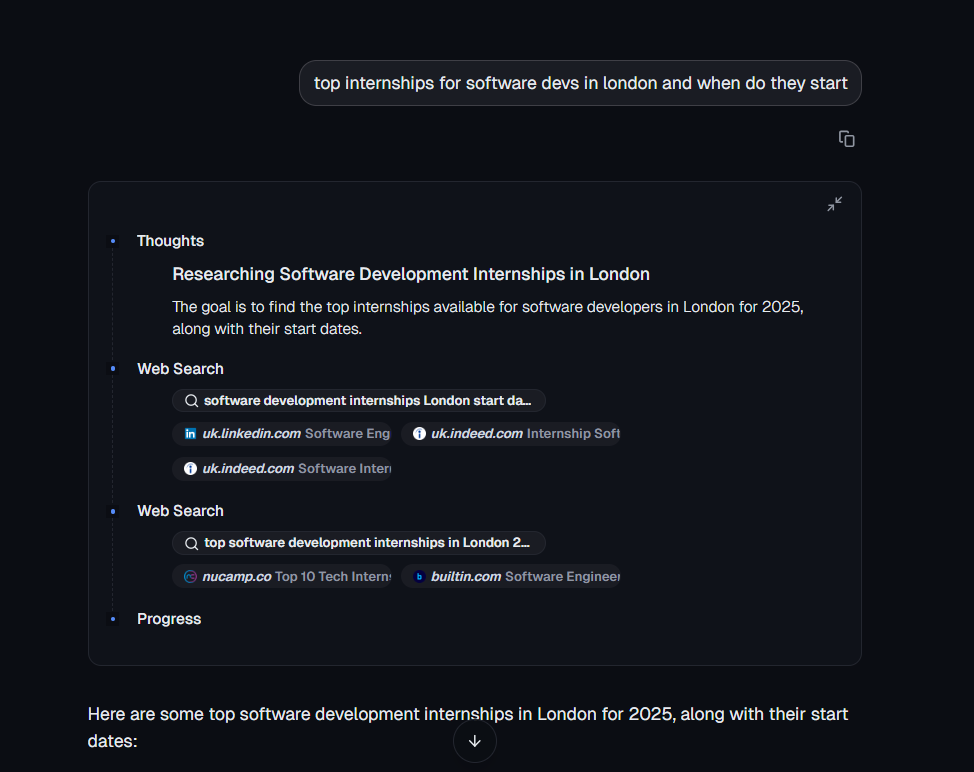 top internships for software devs in london and when do they start
Thoughts
Researching Software Development Internships in London
The goal is to find the top internships available for software developers in London for 2025,
along with their start dates.
Web Search
software development internships London start da...
uk.linkedin.com Software Eng
uk.indeed.com Internship Soft
uk.indeed.com Software Inter
Web Search
top software development internships in London 2...
nucamp.co Top 10 Tech Intern
builtin.com Software Engineer
Progress
Here are some top software development internships in London for 2025, along with their start
dates: